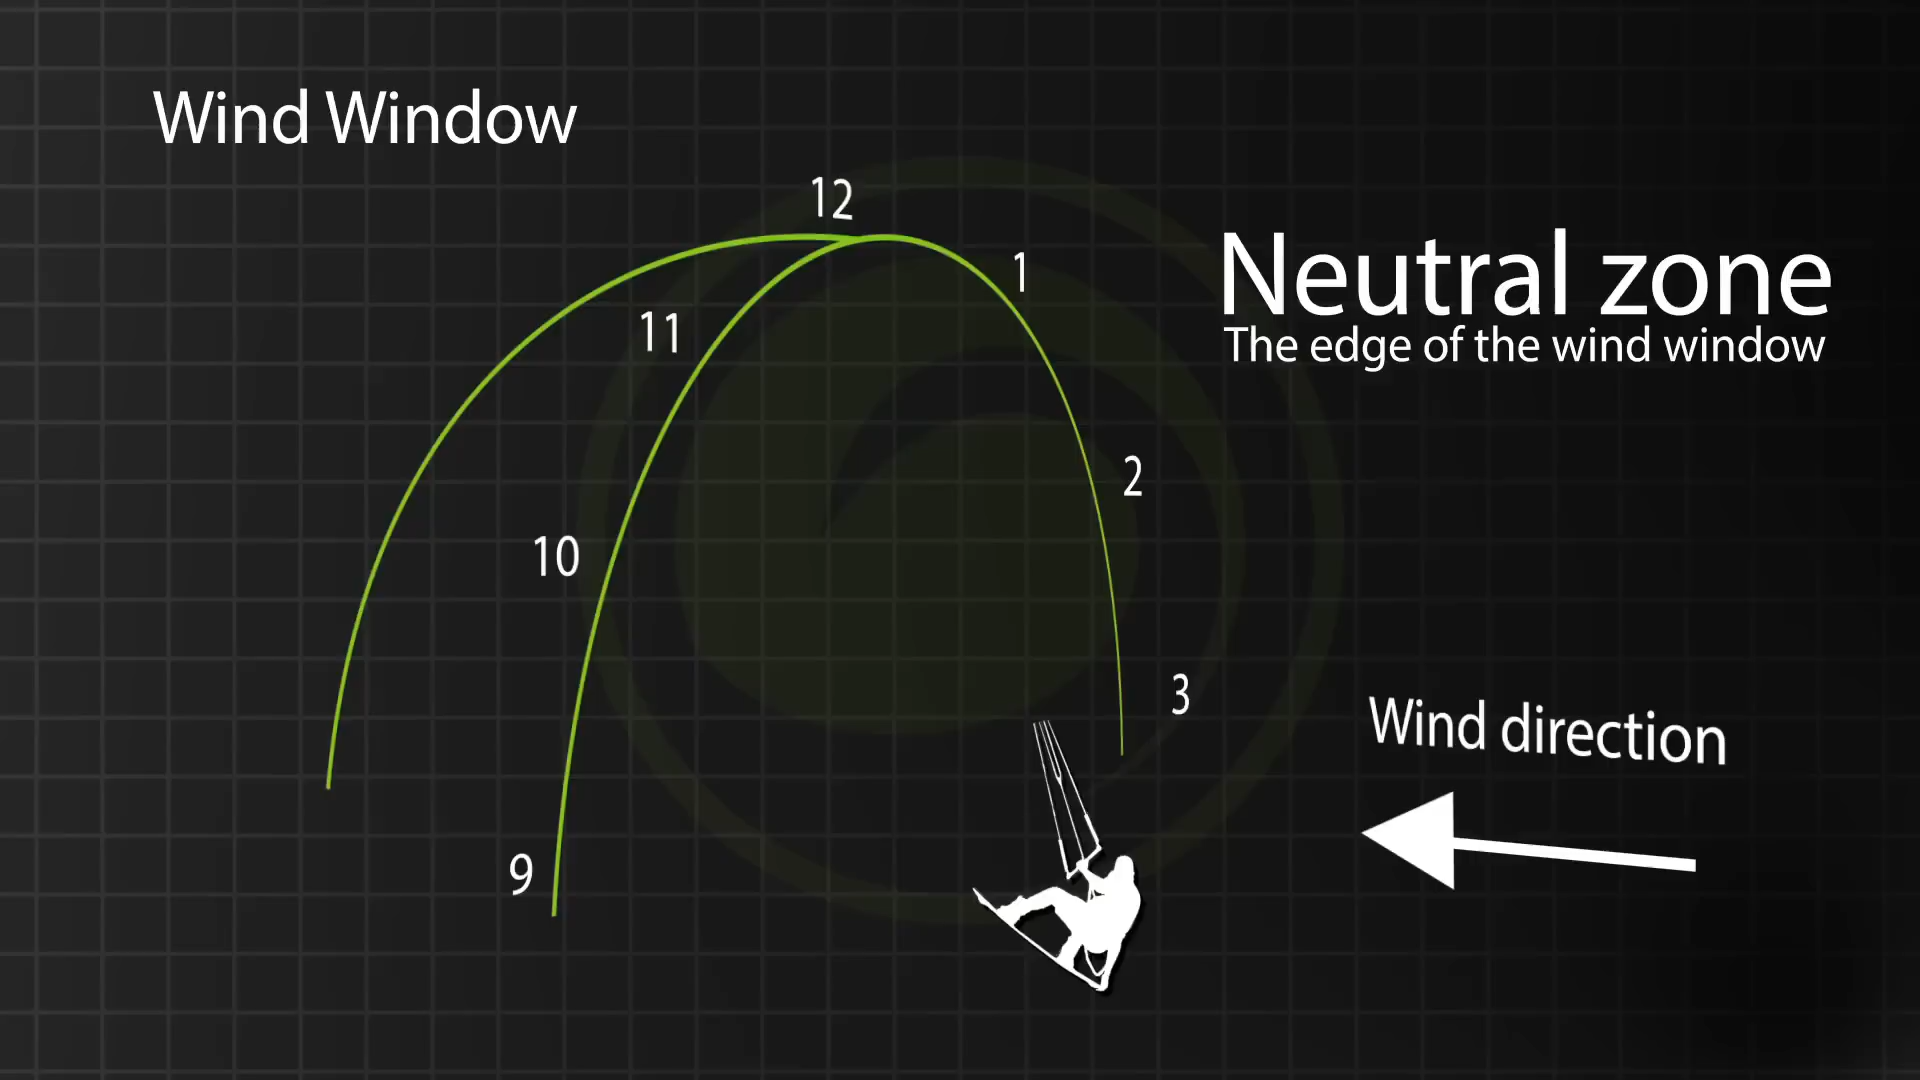 Wind Window
12
1
Neutral zone
The edge of the wind window
11
2
10
3
Wind direction
9